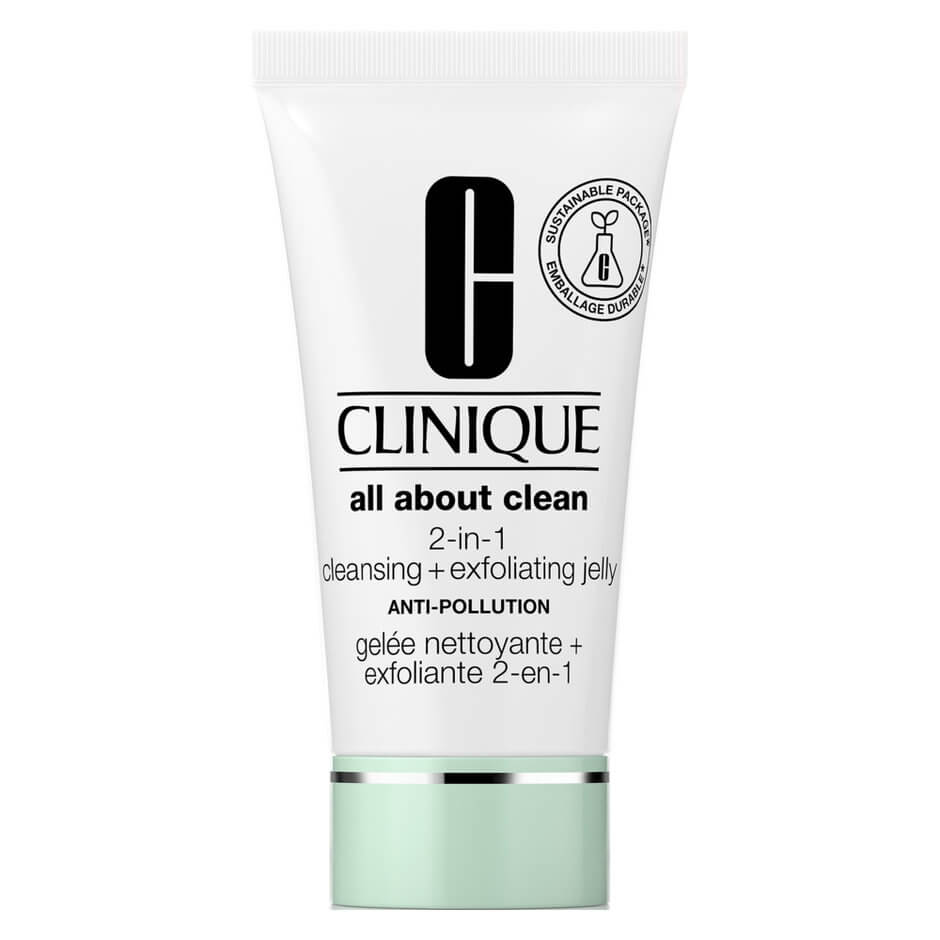 C
SUSTAINABLE PACKAGE*
C
EMBALLAGE DURABLE*
CLINIQUE
all about clean
2-in-1
cleansing + exfoliating jelly
ANTI-POLLUTION
gelée nettoyante +
exfoliante 2-en-1